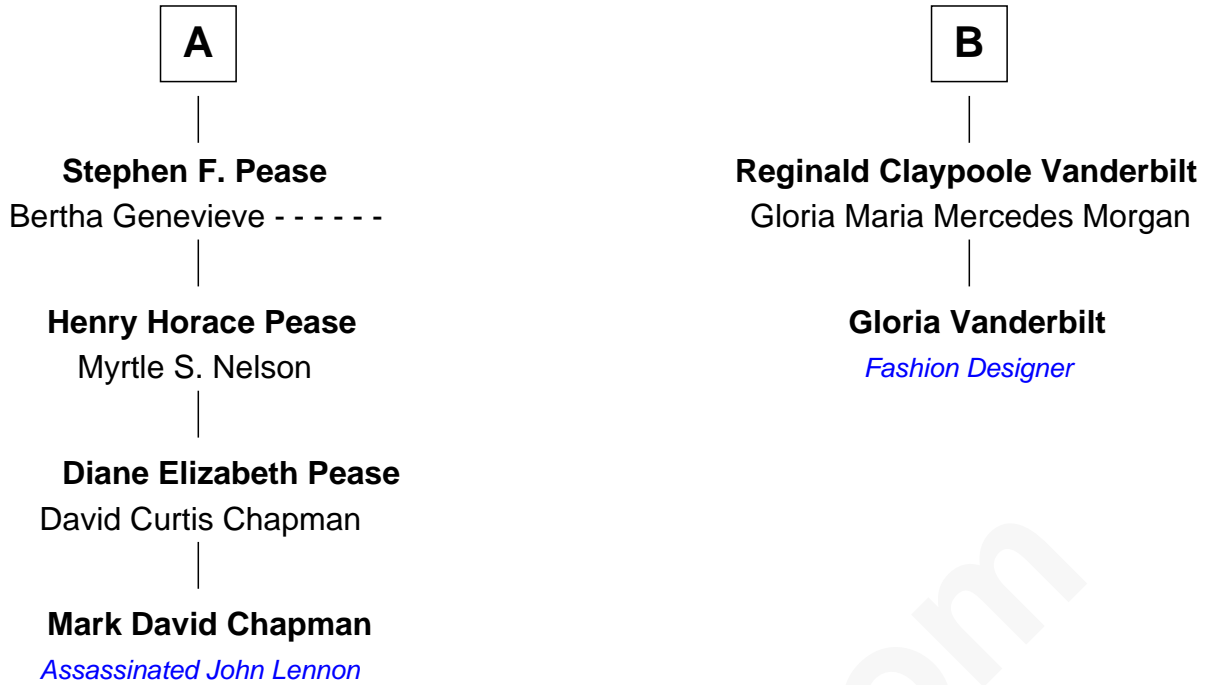 A
Stephen F. Pease
Bertha Genevieve - - - - - -
Henry Horace Pease
Myrtle S. Nelson
Diane Elizabeth Pease
David Curtis Chapman
Mark David Chapman
Assassinated John Lennon
B
Reginald Claypoole Vanderbilt
Gloria Maria Mercedes Morgan
Gloria Vanderbilt
Fashion Designer
om